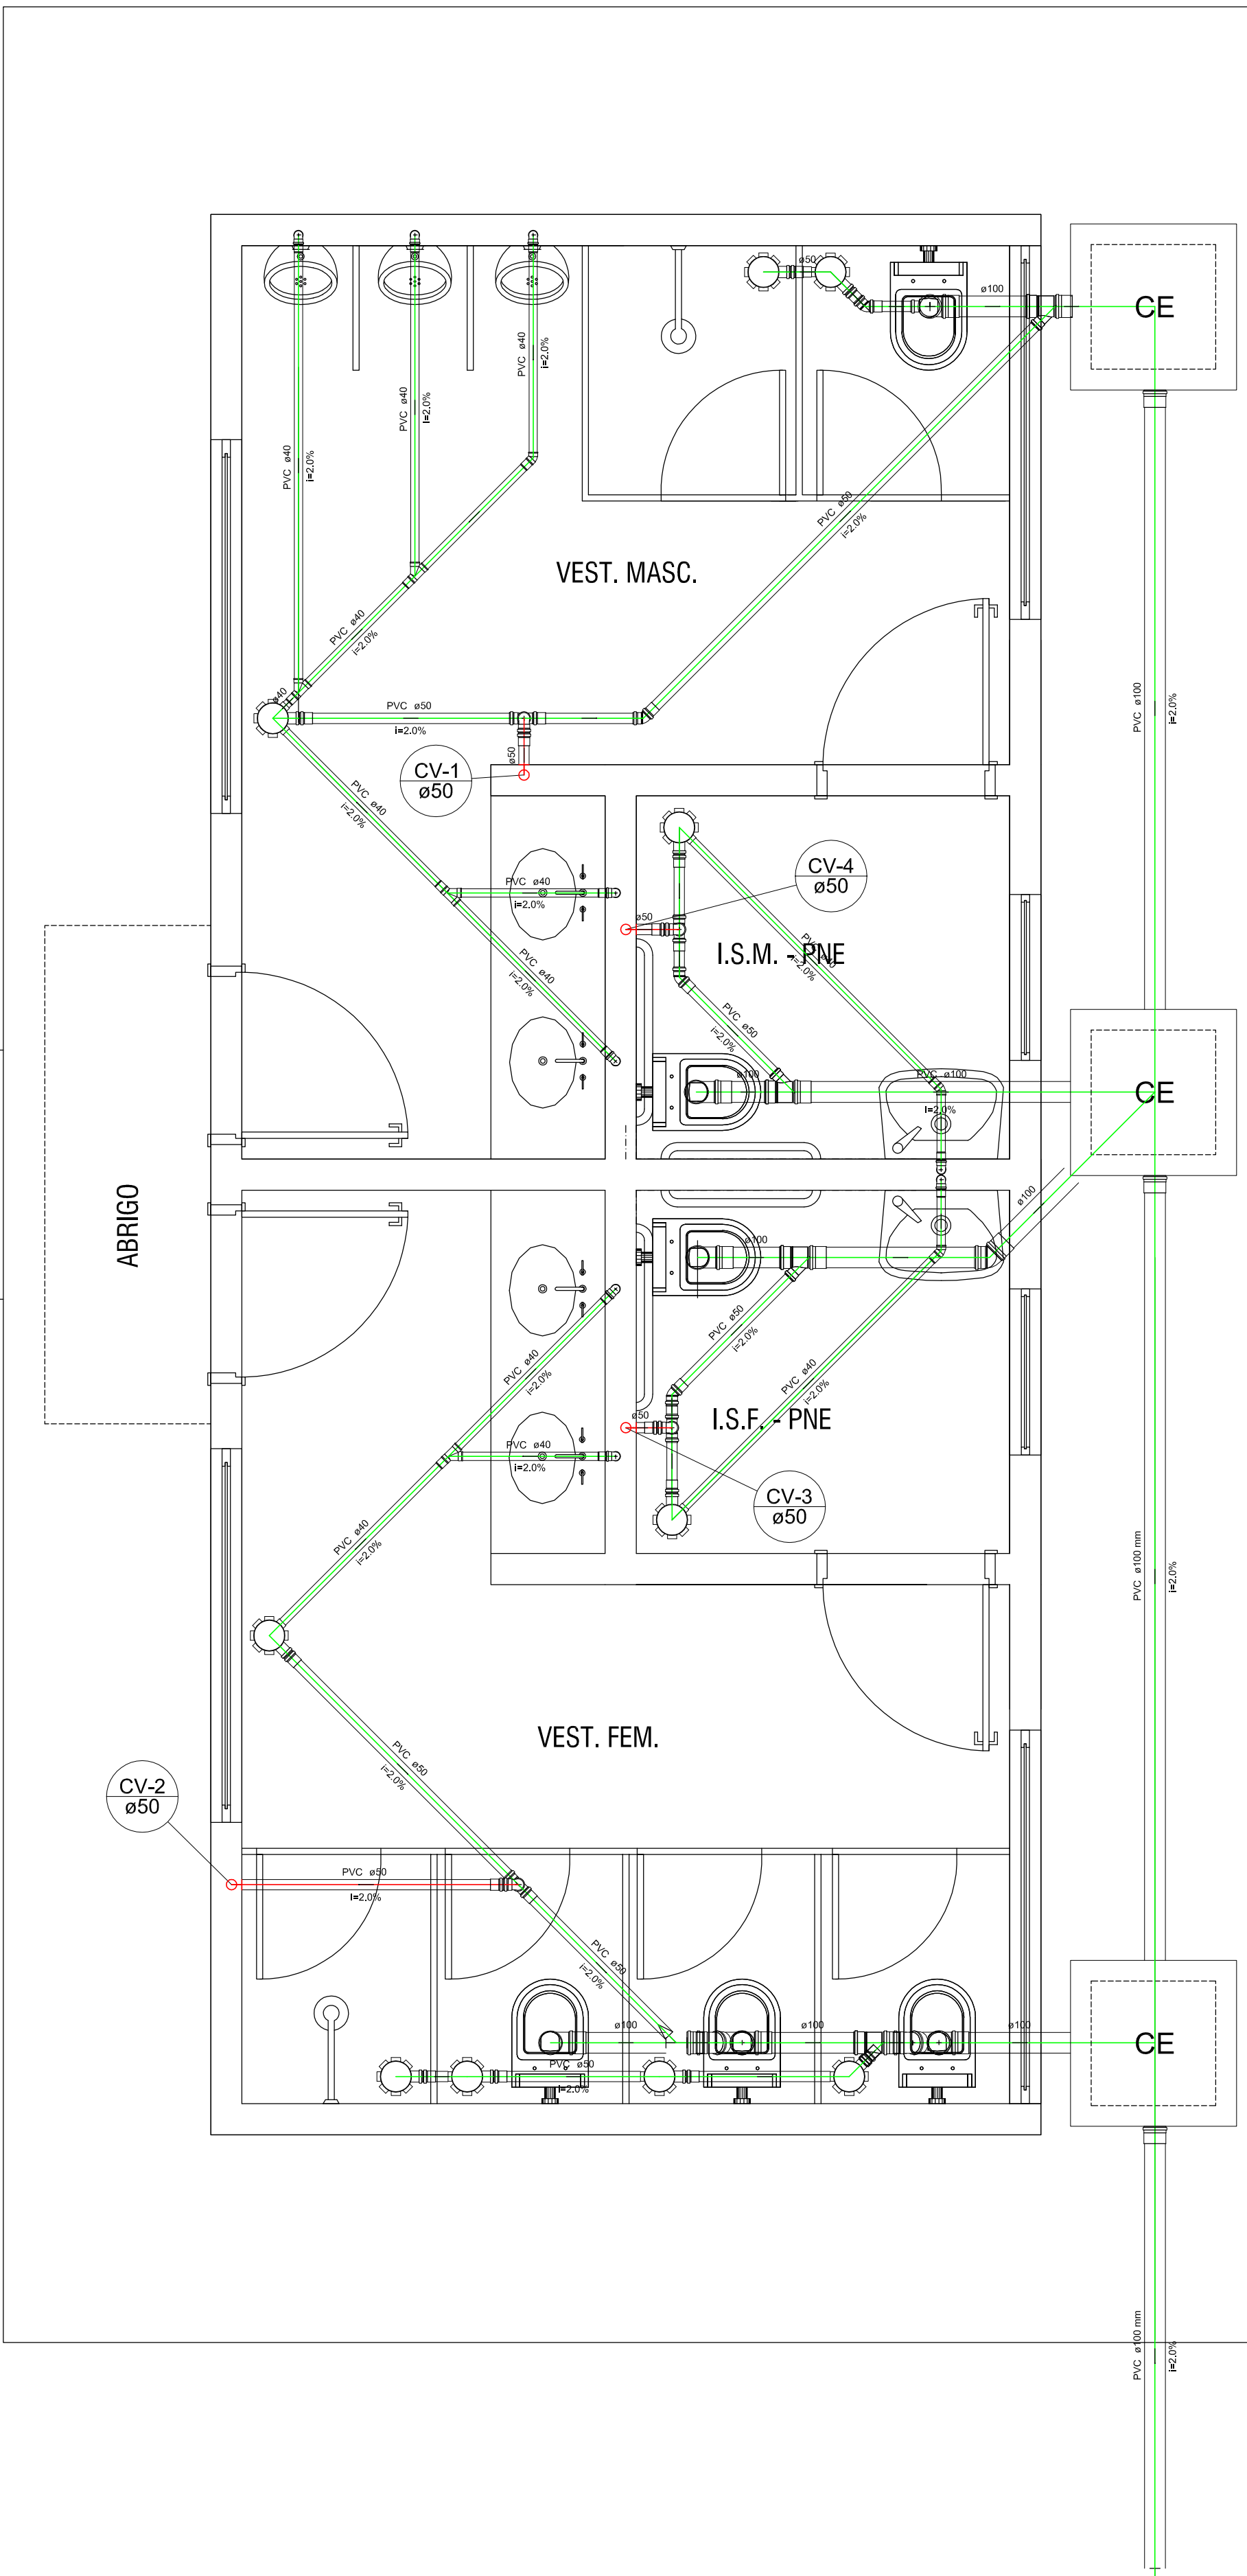 ø50
ø100
CE
PVC ø40
i=2.0%
PVC ø40
i=2.0%
PVC ø40
i=2.0%
PVC ø50
i=2.0%
VEST. MASC.
PVC ø40
i=2.0%
ø40
PVC ø50
i=2.0%
ø50
CV-1
ø50
PVC ø100
i=2.0%
PVC ø40
i=2.0%
PVC ø40
i=2.0%
CV-4
ø50
ø50
I.S.M. - PNE
PVC ø40
i=2.0%
PVC ø40
i=2.0%
PVC ø50
i=2.0%
ø100
PVC ø100
i=2.0%
CE
ABRIGO
ø100
ø100
PVC ø50
i=2.0%
PVC ø40
i=2.0%
PVC ø40
i=2.0%
ø50
I.S.F. - PNE
PVC ø40
i=2.0%
CV-3
ø50
PVC ø40
i=2.0%
PVC ø100 mm
i=2.0%
VEST. FEM.
PVC ø50
i=2.0%
CV-2
ø50
PVC ø50
i=2.0%
PVC ø50
i=2.0%
ø100
ø100
ø100
CE
PVC ø50
i=2.0%
PVC ø100 mm
i=2.0%